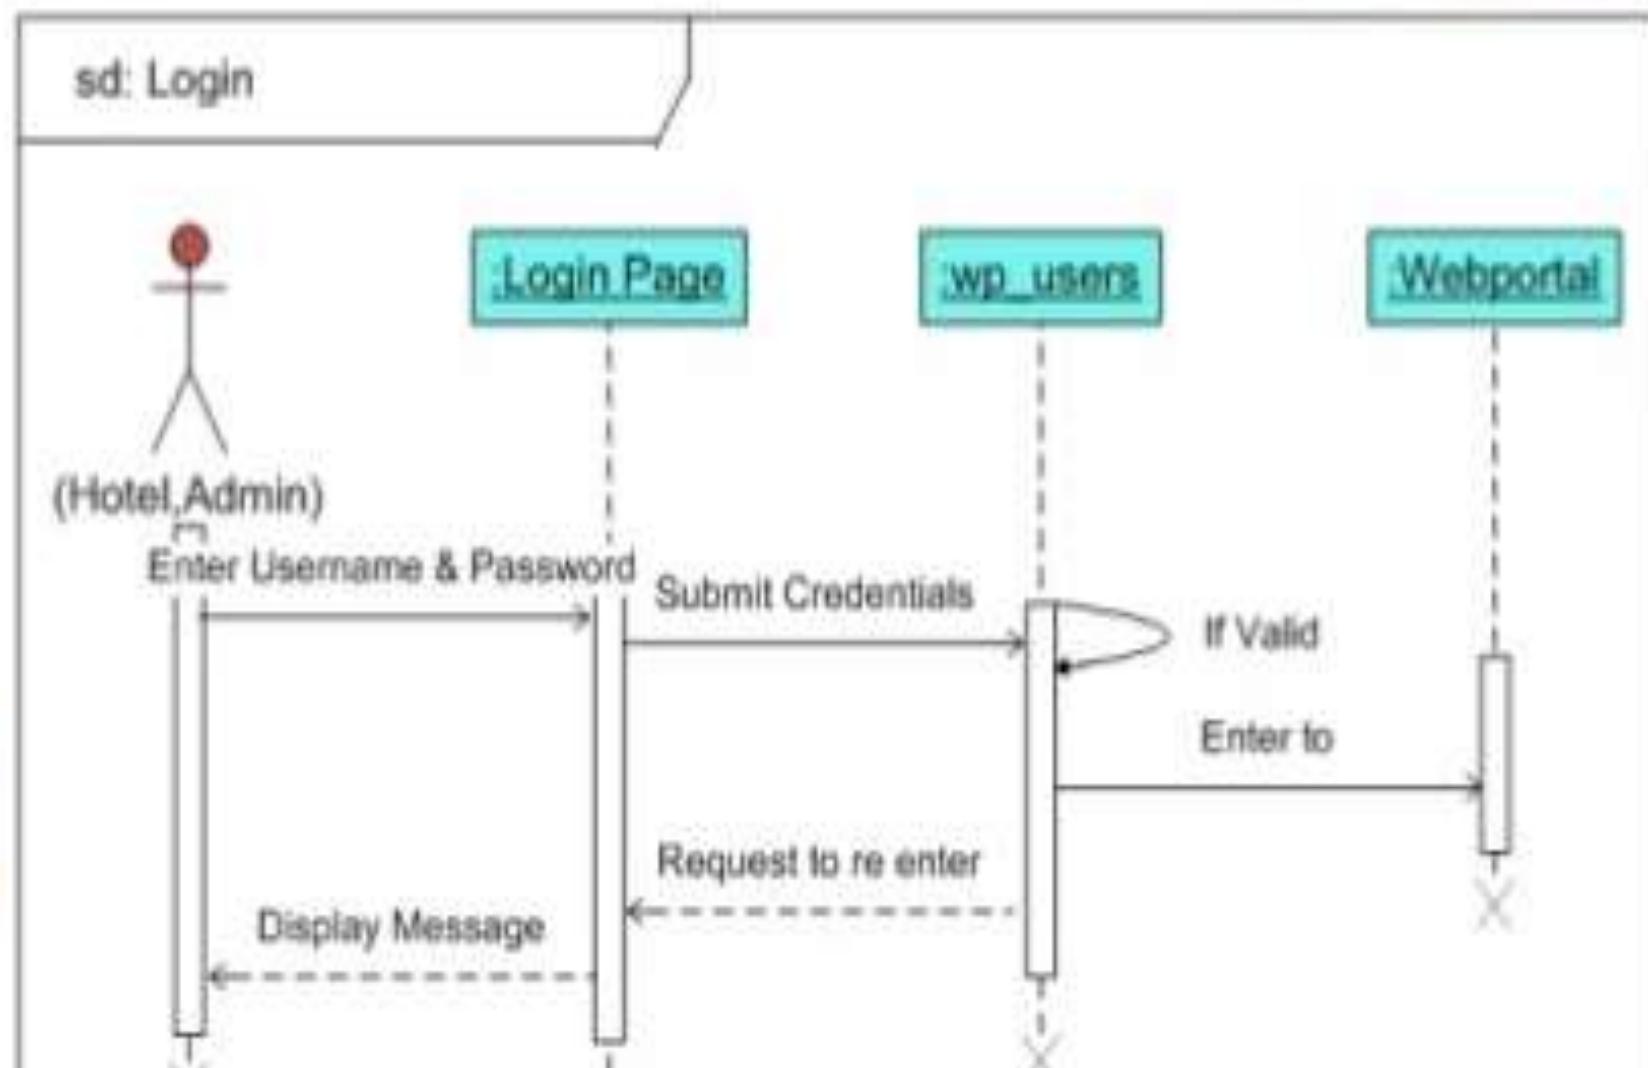 sd: Login
:Login Page
:wp_users
:Webportal
(Hotel,Admin)
Enter Username & Password
Submit Credentials
If Valid
Enter to
Request to re enter
Display Message